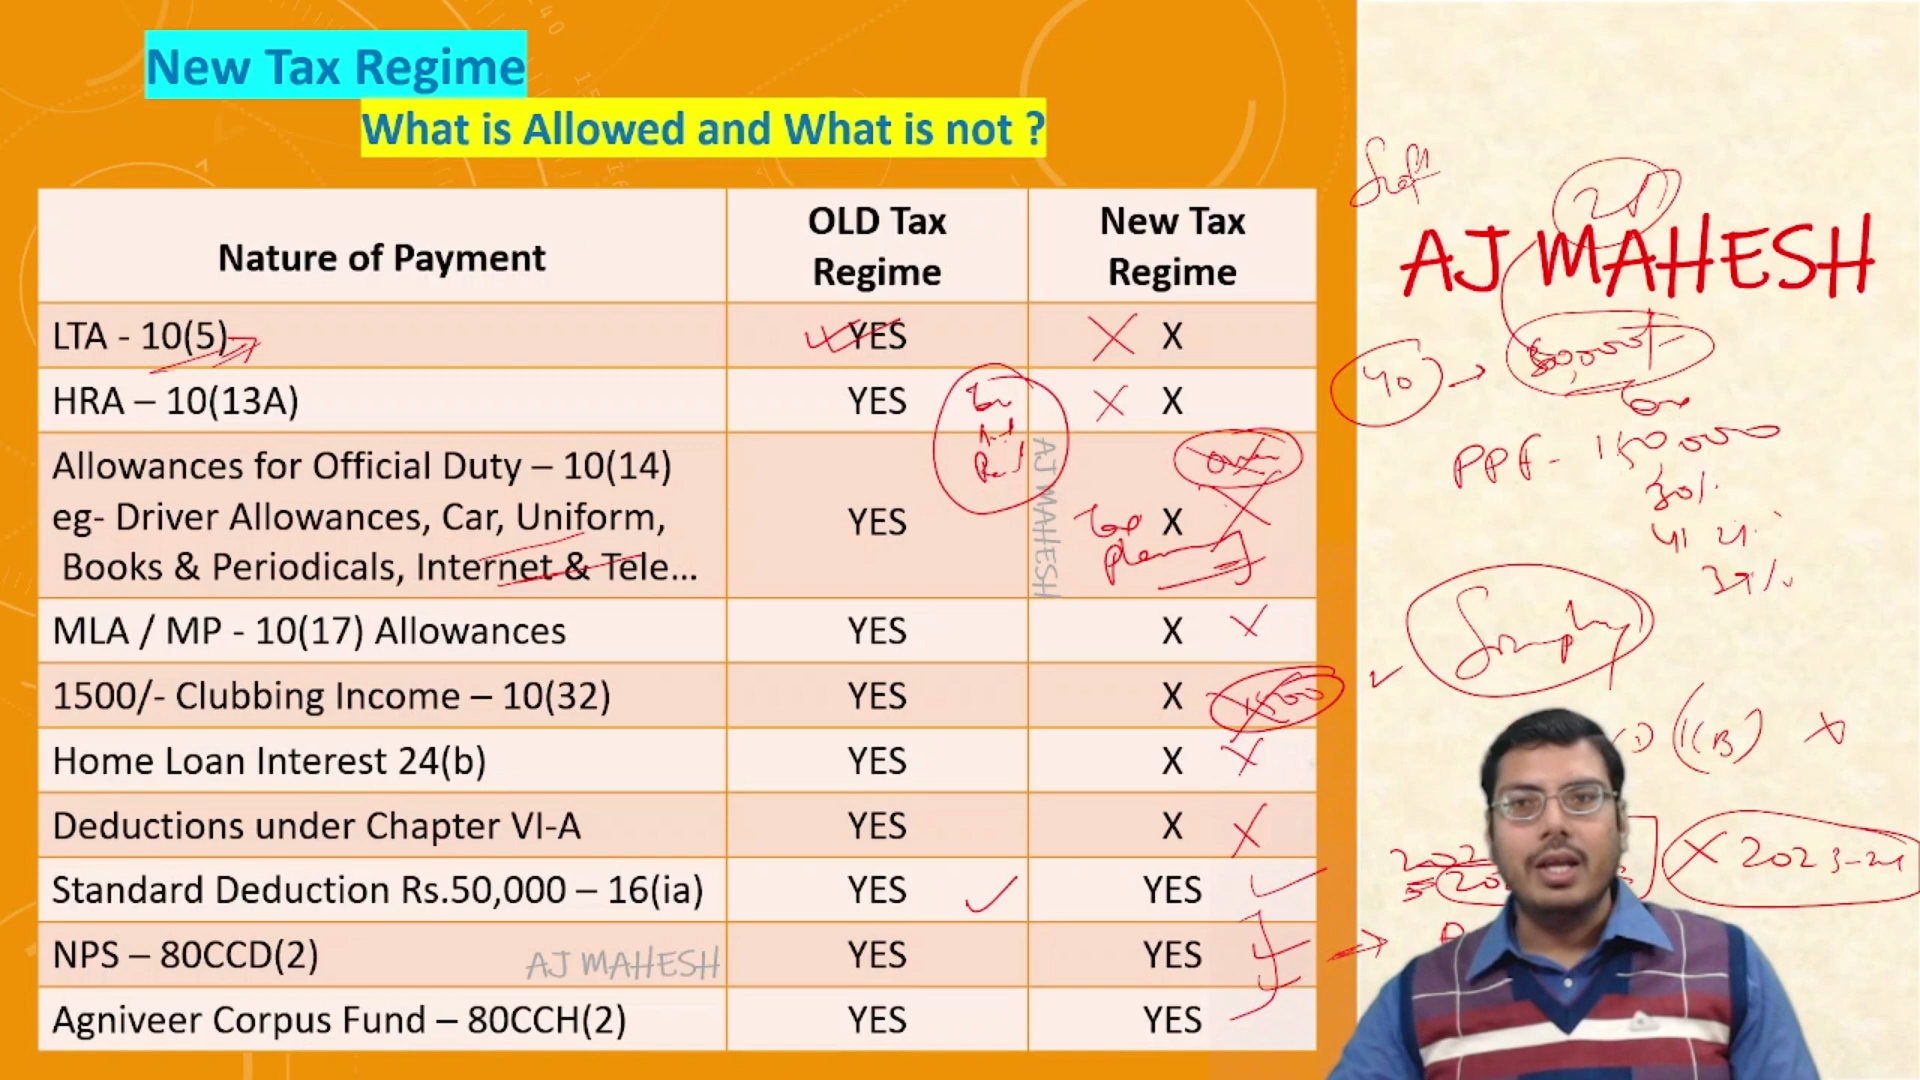 New Tax Regime
What is Allowed and What is not ?
AJ MAHESH
Nature of Payment
OLD Tax
Regime
New Tax
Regime
LTA - 10(5) YES X
HRA – 10(13A) YES X
Allowances for Official Duty – 10(14)
eg- Driver Allowances, Car, Uniform,
Books & Periodicals, Internet & Tele...
YES X
MLA / MP - 10(17) Allowances YES X
1500/- Clubbing Income – 10(32) YES X
Home Loan Interest 24(b) YES X
Deductions under Chapter VI-A YES X
Standard Deduction Rs.50,000 – 16(ia) YES YES
NPS – 80CCD(2) YES YES
Agniveer Corpus Fund – 80CCH(2) YES YES
AJ MAHESH
AJ MAHESH
Tax
planning
40
50,000/-
PPF - 150000
30%
2023-24